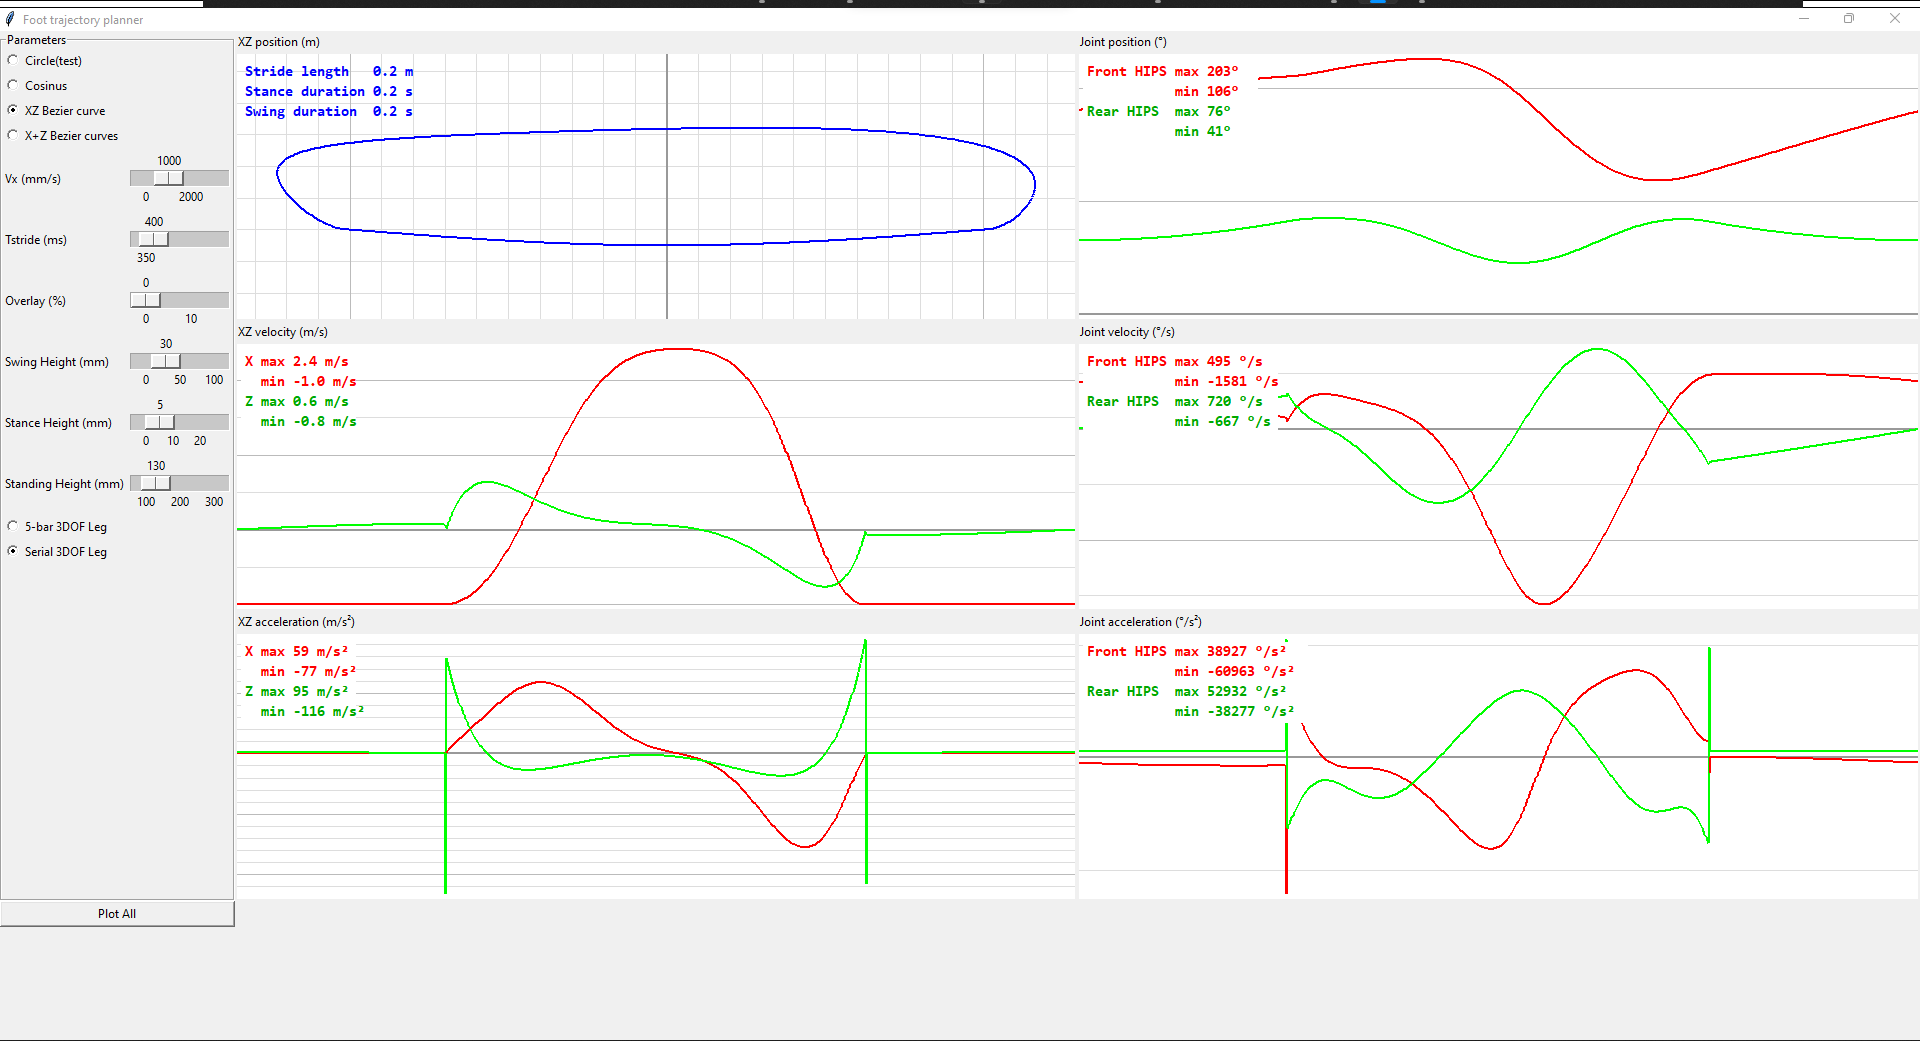 Foot trajectory planner
Parameters
Circle(test)
Cosinus
XZ Bezier curve
X+Z Bezier curves
1000
Vx (mm/s)
0 2000
400
Tstride (ms)
350
0
Overlay (%)
0 10
30
Swing Height (mm)
0 50 100
5
Stance Height (mm)
0 10 20
130
Standing Height (mm)
100 200 300
5-bar 3DOF Leg
Serial 3DOF Leg
Plot All
XZ position (m)
Stride length 0.2 m
Stance duration 0.2 s
Swing duration 0.2 s
XZ velocity (m/s)
X max 2.4 m/s
min -1.0 m/s
Z max 0.6 m/s
min -0.8 m/s
XZ acceleration (m/s²)
X max 59 m/s²
min -77 m/s²
Z max 95 m/s²
min -116 m/s²
Joint position (°)
Front HIPS max 203°
min 106°
Rear HIPS max 76°
min 41°
Joint velocity (°/s)
Front HIPS max 495 °/s
min -1581 °/s
Rear HIPS max 720 °/s
min -667 °/s
Joint acceleration (°/s²)
Front HIPS max 38927 °/s²
min -60963 °/s²
Rear HIPS max 52932 °/s²
min -38277 °/s²